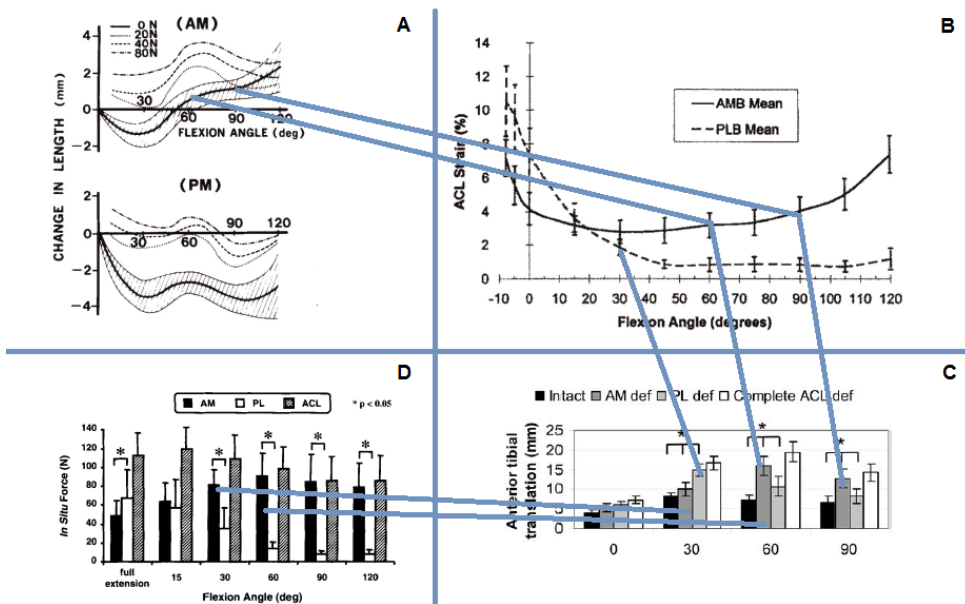 A
(AM)
0 N
20N
40N
80N
4
2
0
-2
30
60
90
120
FLEXION ANGLE (deg)
CHANGE IN LENGTH (mm)
(PM)
2
0
-2
-4
30
60
90
120
B
14
12
10
8
6
4
2
0
ACL Strain (%)
AMB Mean
PLB Mean
-10 0 10 20 30 40 50 60 70 80 90 100 110 120
Flexion Angle (degrees)
D
AM PL ACL
* p < 0.05
140
120
100
80
60
40
20
0
In Situ Force (N)
* * * * *
full extension 15 30 60 90 120
Flexion Angle (deg)
C
Intact AM def PL def Complete ACL def
Anterior tibial
translation (mm)
25
20
15
10
5
0
* * *
0 30 60 90